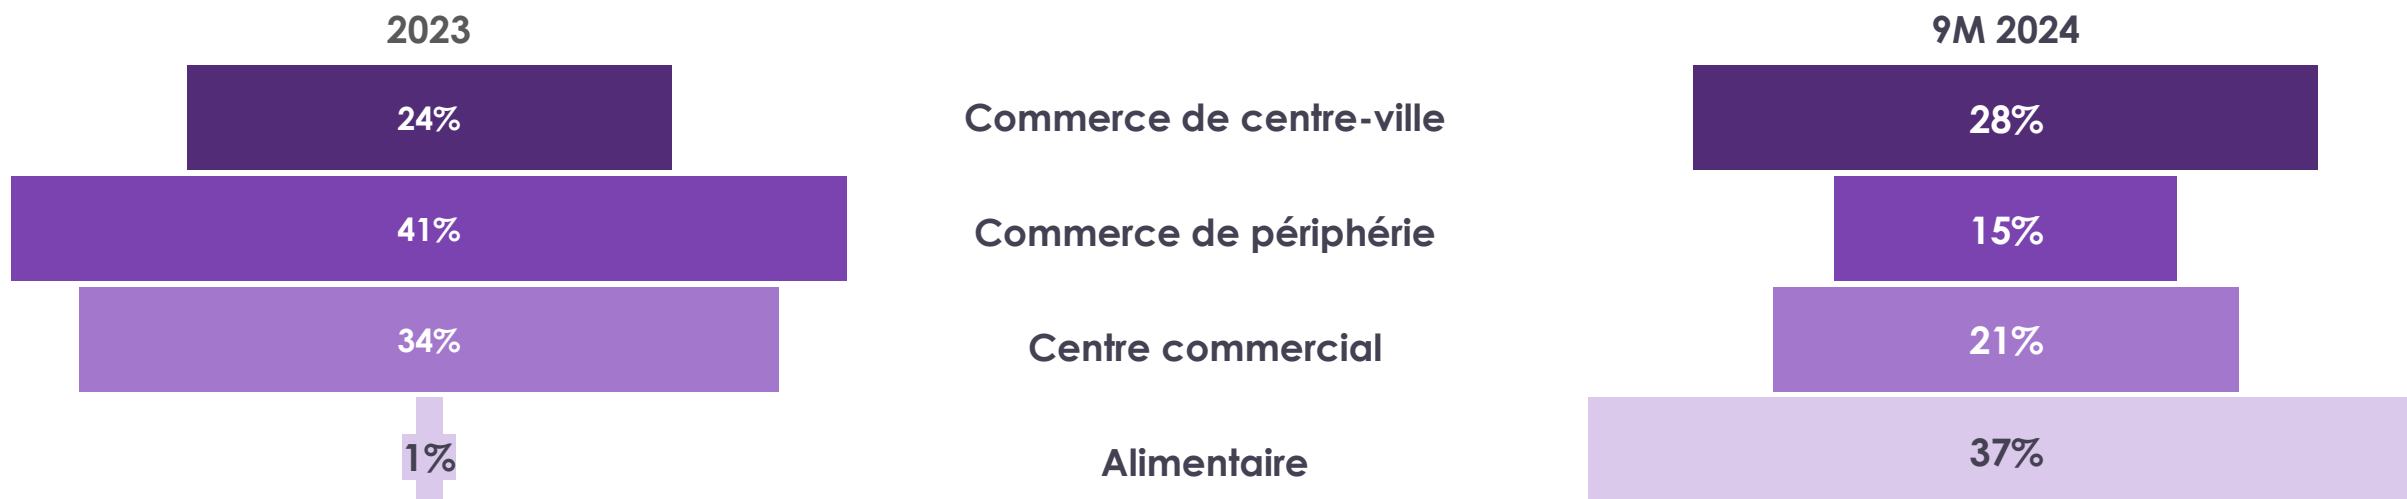 2023
9M 2024
24%
Commerce de centre-ville
28%
41%
Commerce de périphérie
15%
34%
Centre commercial
21%
1%
Alimentaire
37%